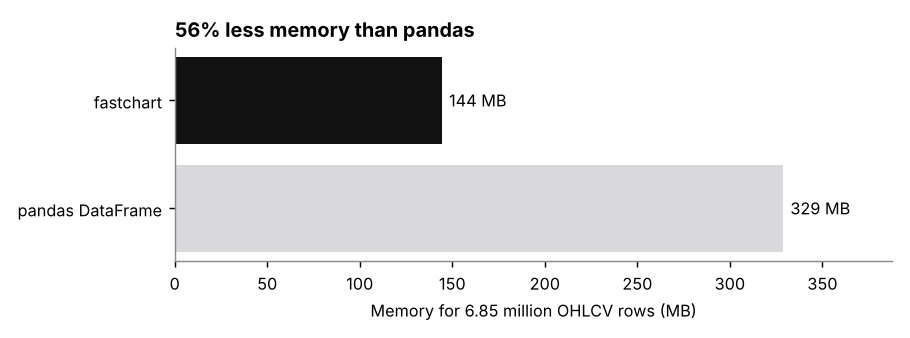 56% less memory than pandas
fastchart
144 MB
pandas DataFrame
329 MB
0 50 100 150 200 250 300 350
Memory for 6.85 million OHLCV rows (MB)